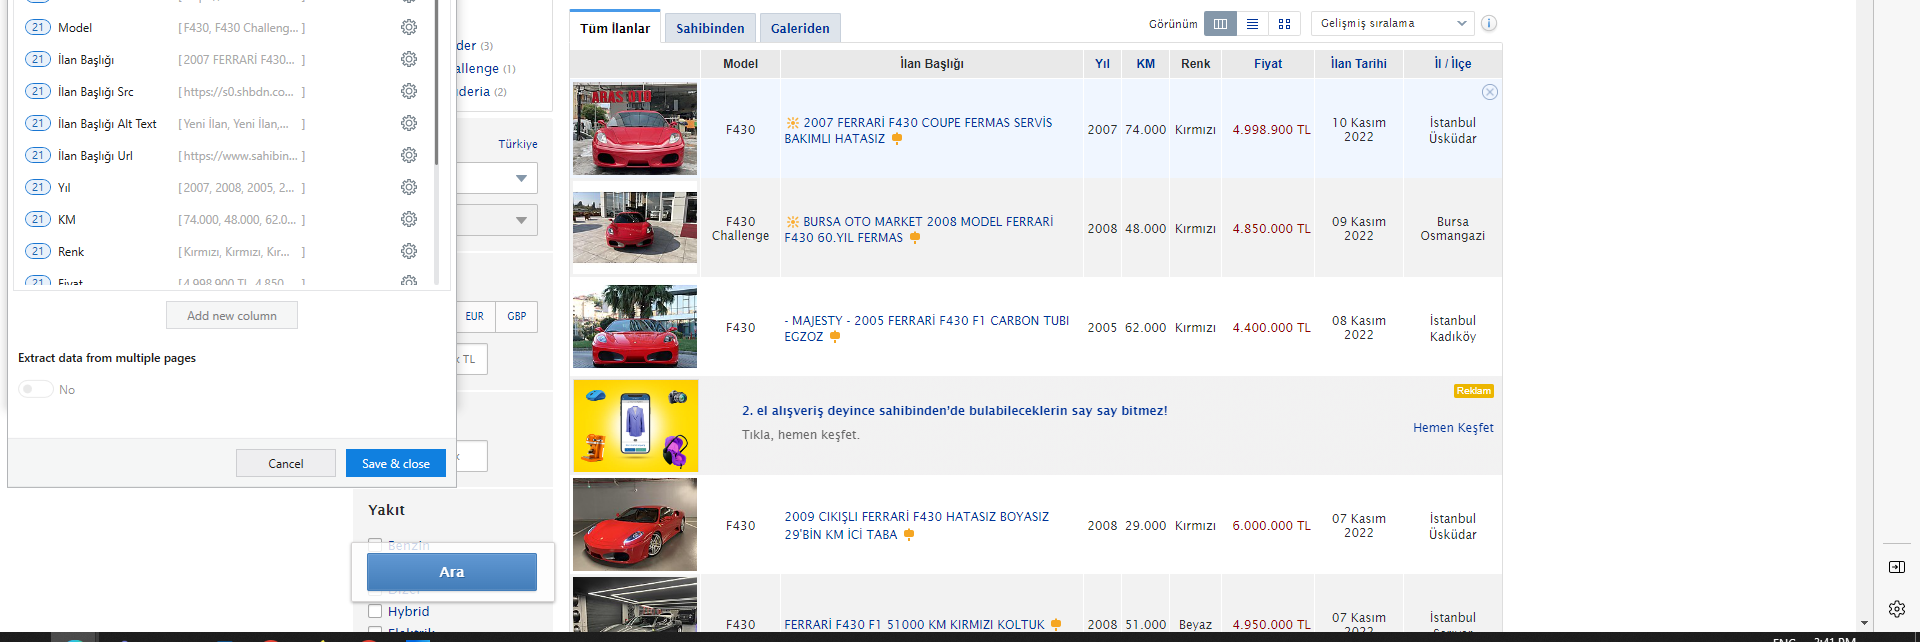 21 Model [F430, F430 Challeng... ]
21 İlan Başlığı [2007 FERRARİ F430... ]
21 İlan Başlığı Src [https://s0.shbdn.co... ]
21 İlan Başlığı Alt Text [Yeni İlan, Yeni İlan,... ]
21 İlan Başlığı Url [https://www.sahibin... ]
21 Yıl [2007, 2008, 2005, 2... ]
21 KM [74.000, 48.000, 62.0... ]
21 Renk [Kırmızı, Kırmızı, Kır... ]
21 Fiyat [4.998.900 TL, 4.850...
Add new column
Extract data from multiple pages
No
Cancel
Save & close
der (3)
allenge (1)
deria (2)
Türkiye
EUR
GBP
TL
Yakıt
Benzin
Ara
Hybrid
Elektrik
Tüm İlanlar
Sahibinden
Galeriden
Görünüm
Gelişmiş sıralama
Model İlan Başlığı Yıl KM Renk Fiyat İlan Tarihi İl / İlçe
ARAS OTO
F430
2007 FERRARİ F430 COUPE FERMAS SERVİS
BAKIMLI HATASIZ
2007 74.000 Kırmızı 4.998.900 TL
10 Kasım
2022
İstanbul
Üsküdar
F430
Challenge
BURSA OTO MARKET 2008 MODEL FERRARİ
F430 60.YIL FERMAS
2008 48.000 Kırmızı 4.850.000 TL
09 Kasım
2022
Bursa
Osmangazi
F430
- MAJESTY - 2005 FERRARİ F430 F1 CARBON TUBI
EGZOZ
2005 62.000 Kırmızı 4.400.000 TL
08 Kasım
2022
İstanbul
Kadıköy
Reklam
2. el alışveriş deyince sahibinden'de bulabileceklerin say say bitmez!
Tıkla, hemen keşfet.
Hemen Keşfet
F430
2009 CIKIŞLI FERRARİ F430 HATASIZ BOYASIZ
29'BİN KM İCİ TABA
2008 29.000 Kırmızı 6.000.000 TL
07 Kasım
2022
İstanbul
Üsküdar
F430
FERRARİ F430 F1 51000 KM KIRMIZI KOLTUK
2008 51.000 Beyaz 4.950.000 TL
07 Kasım
2022
İstanbul
ENG 2:41 PM